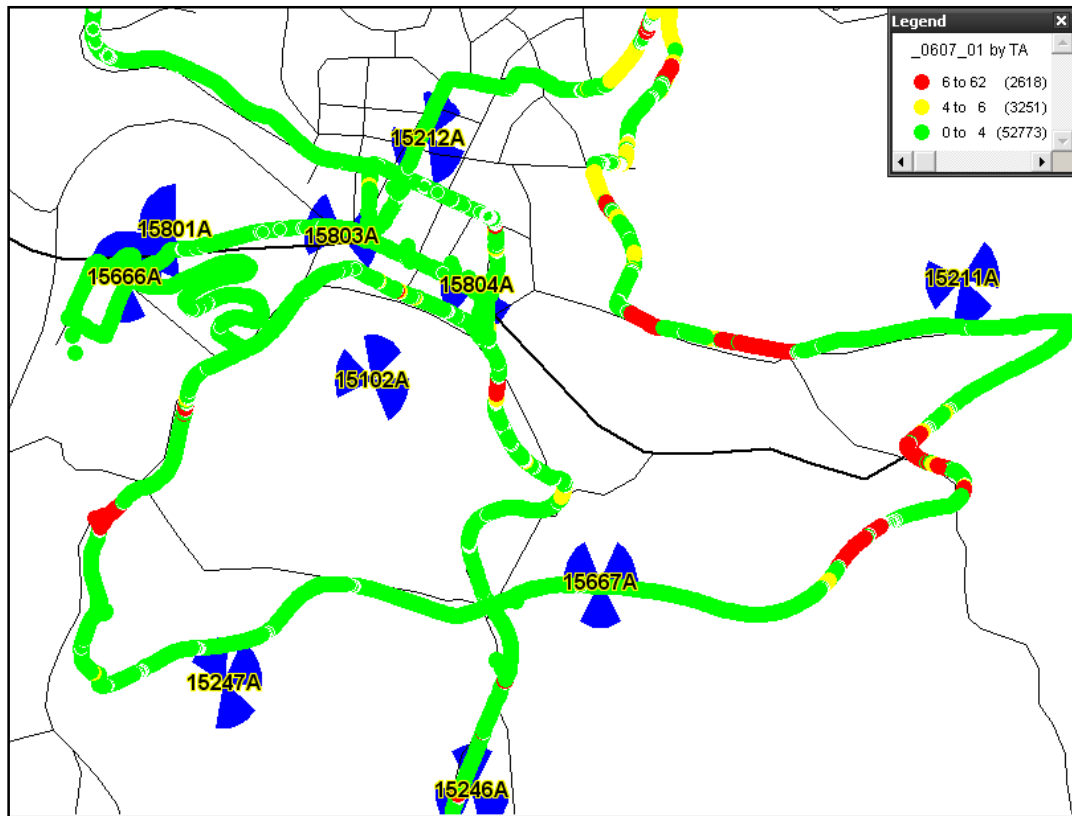 Legend
_0607_01 by TA
6 to 62 (2618)
4 to 6 (3251)
0 to 4 (52773)
15212A
15801A
15803A
15666A
15804A
15211A
15102A
15667A
15247A
15246A